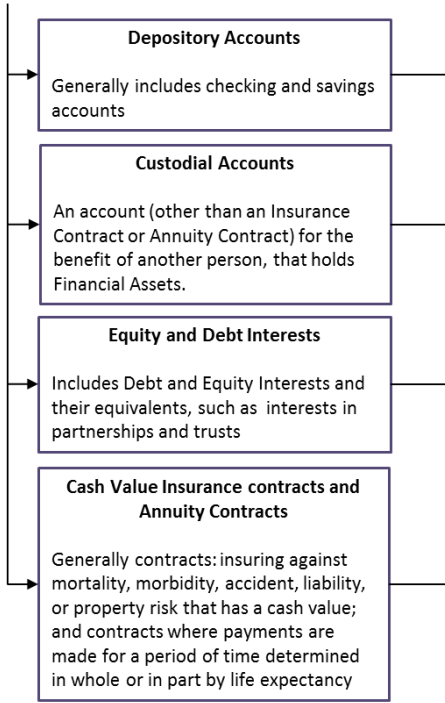 Depository Accounts
Generally includes checking and savings
accounts
Custodial Accounts
An account (other than an Insurance
Contract or Annuity Contract) for the
benefit of another person, that holds
Financial Assets.
Equity and Debt Interests
Includes Debt and Equity Interests and
their equivalents, such as interests in
partnerships and trusts
Cash Value Insurance contracts and
Annuity Contracts
Generally contracts: insuring against
mortality, morbidity, accident, liability,
or property risk that has a cash value;
and contracts where payments are
made for a period of time determined
in whole or in part by life expectancy